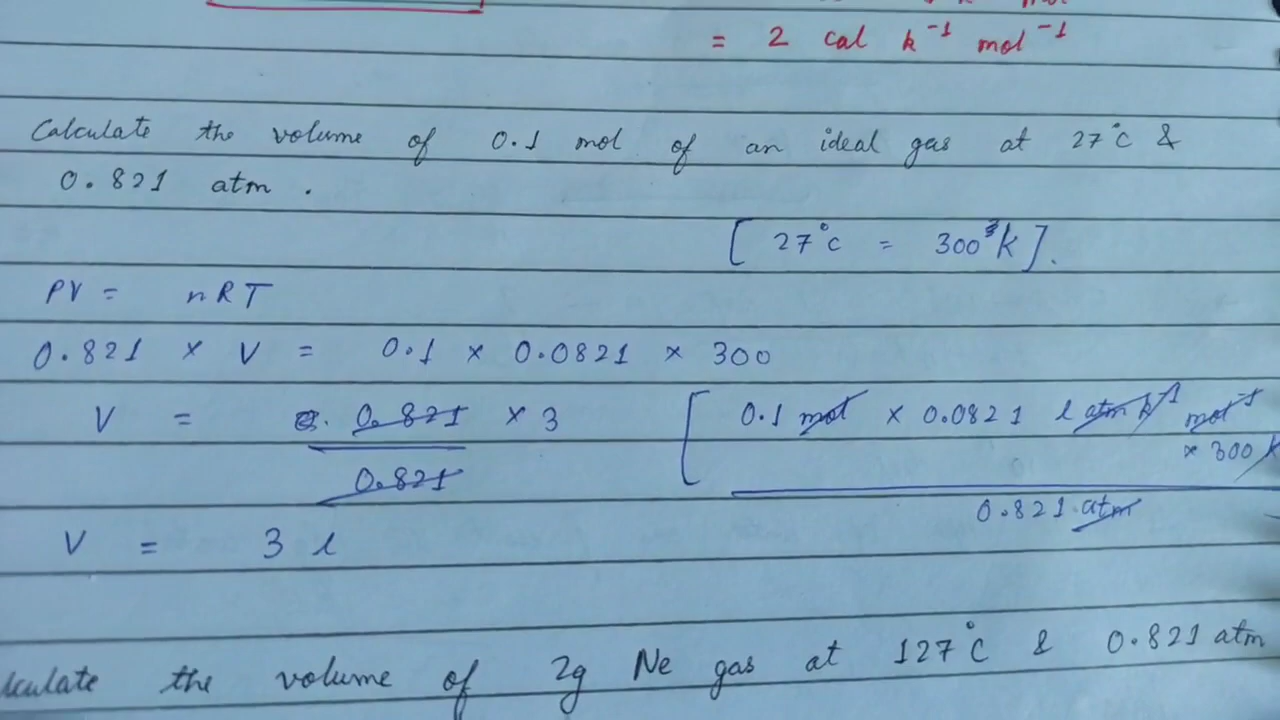 = 2 cal k⁻¹ mol⁻¹
Calculate the volume of 0.1 mol of an ideal gas at 27°c &
0.821 atm .
[ 27°c = 300 k ].
PV = nRT
0.821 × V = 0.1 × 0.0821 × 300
V = 0.821 × 3
0.821
[ 0.1 mol × 0.0821 l atm k⁻¹ mol⁻¹
× 300 k
0.821 atm
V = 3 l
the volume of 2g Ne gas at 127°C & 0.821 atm